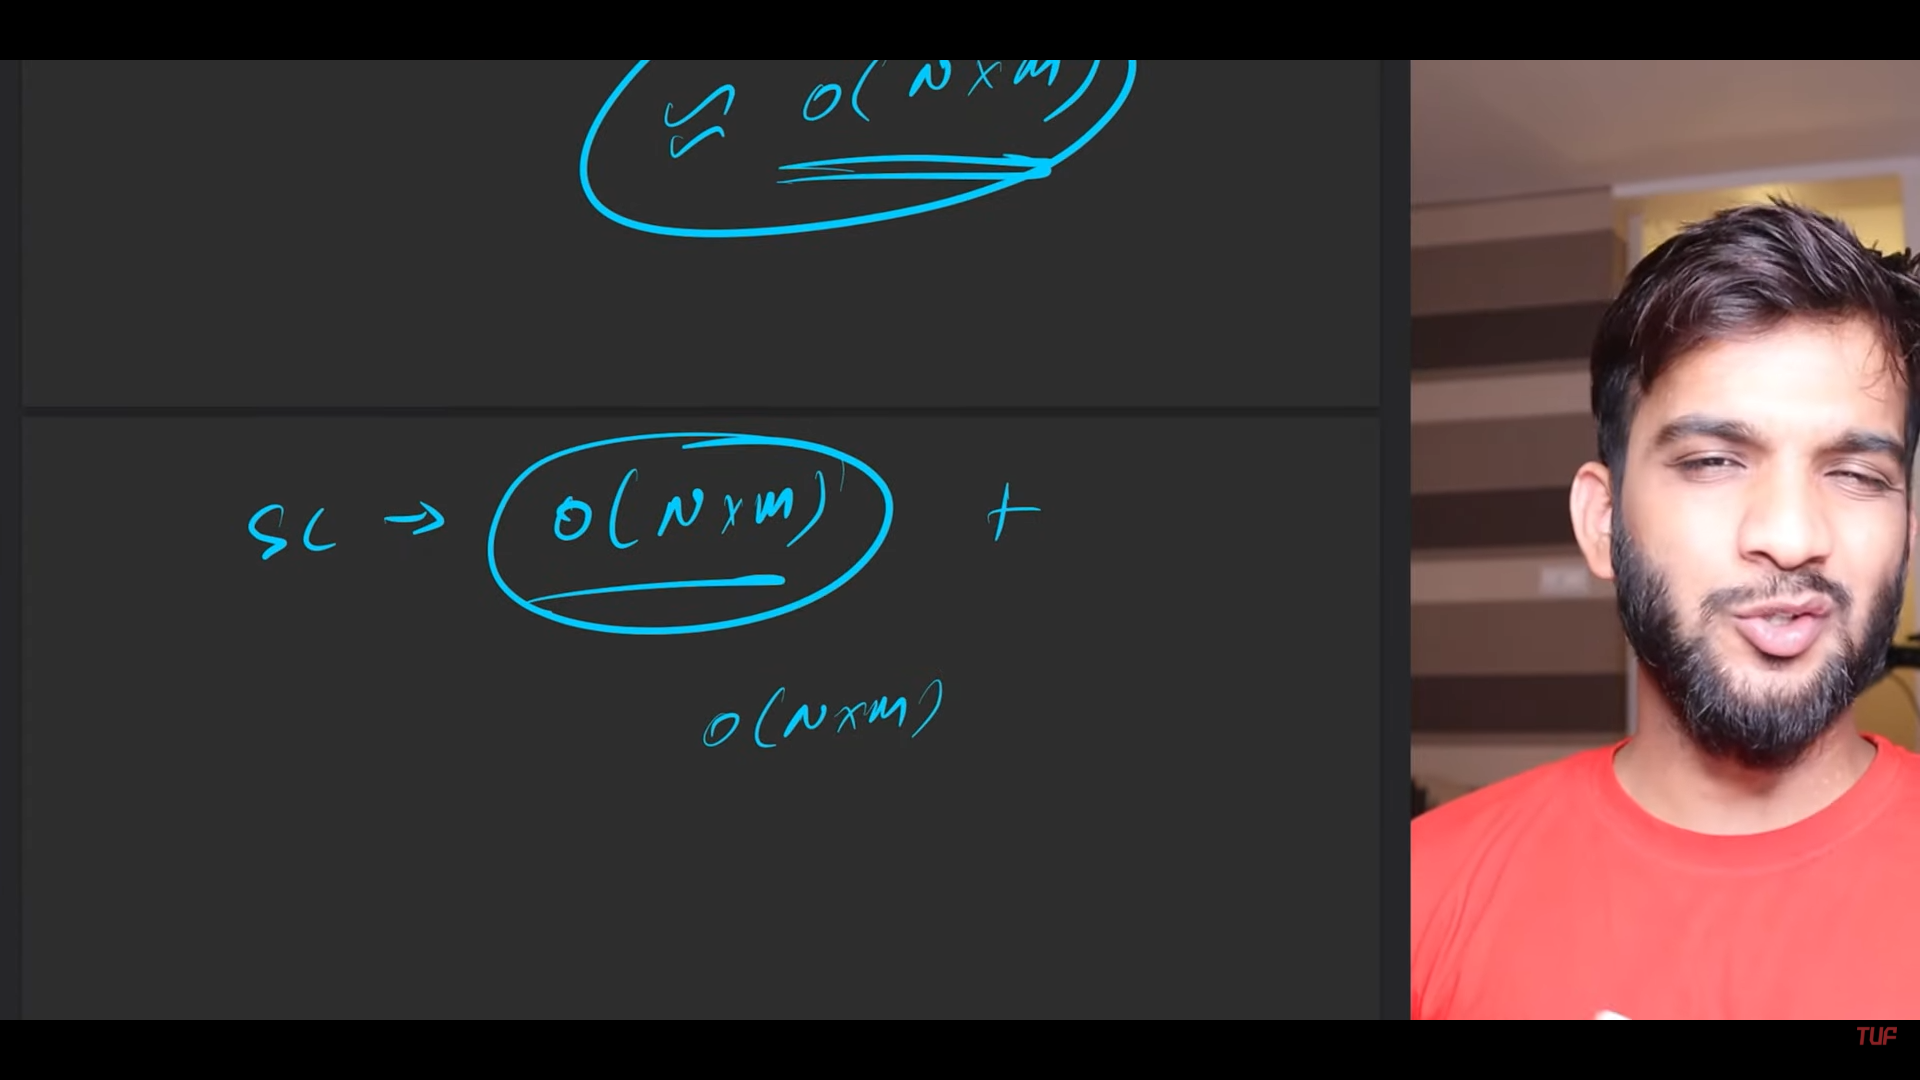 ≈ O(N×M)
SC → O(N×M) +
O(N×M)
TUF